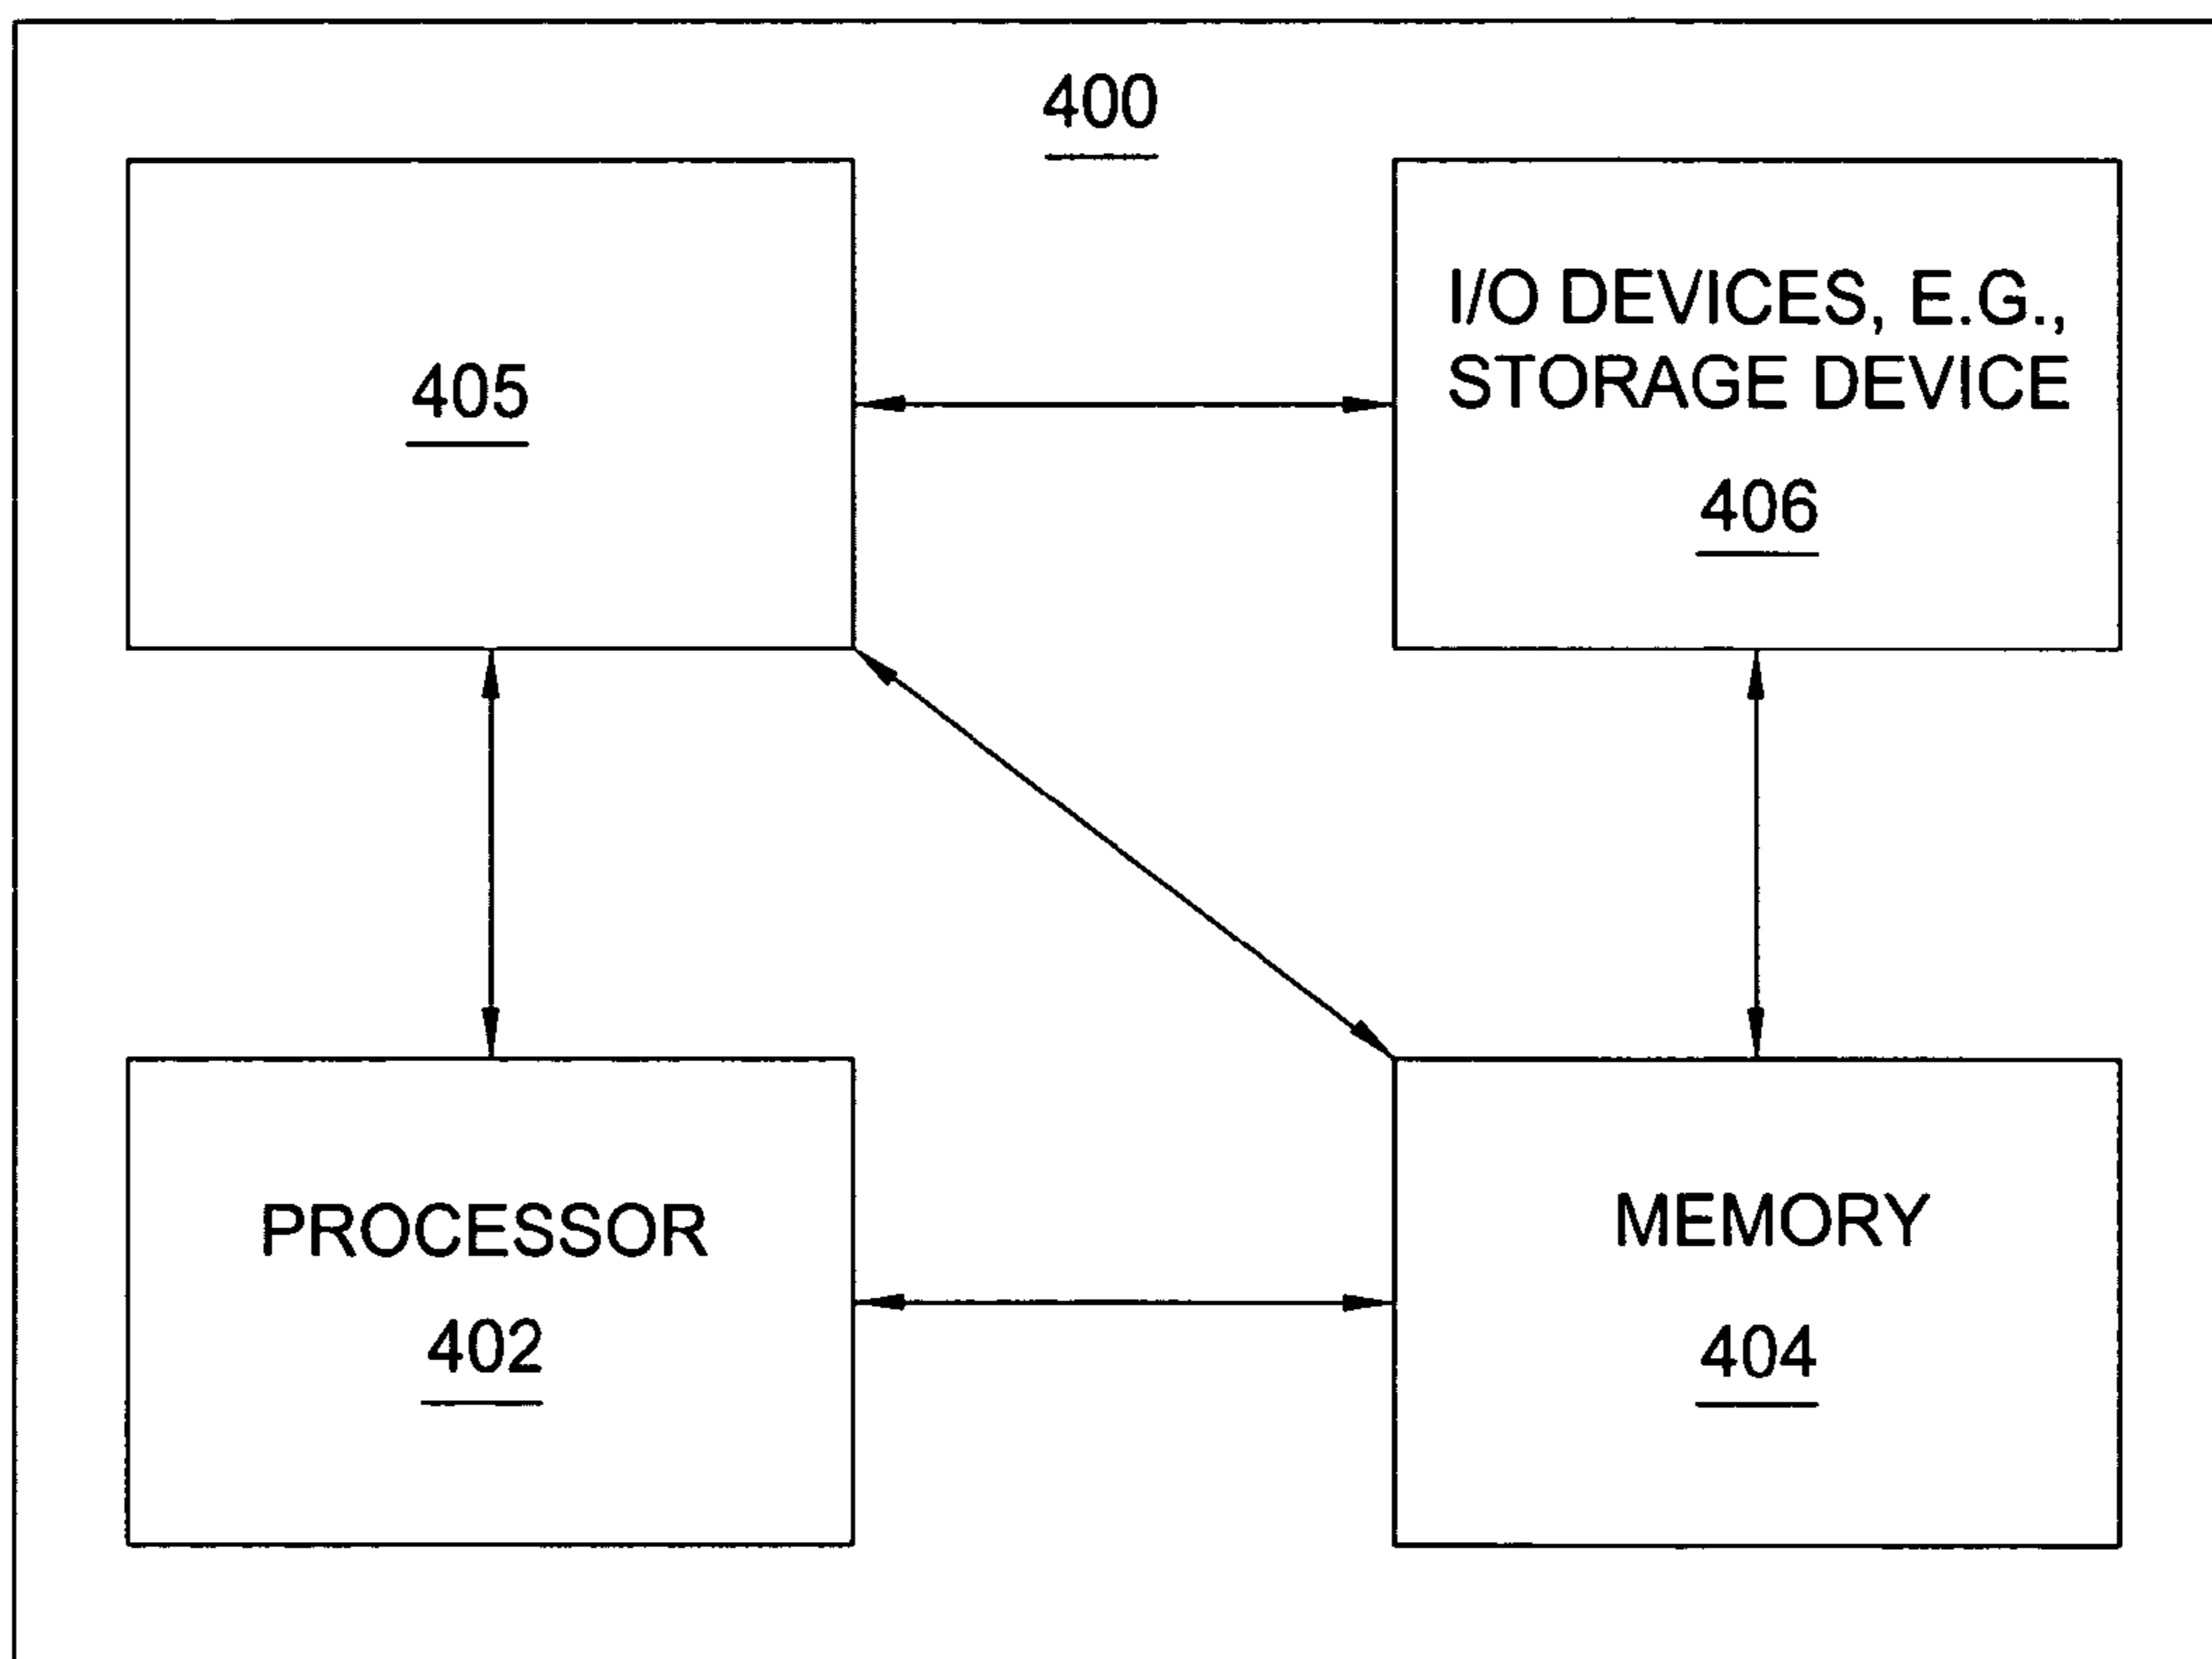 400
405
I/O DEVICES, E.G.,
STORAGE DEVICE
406
PROCESSOR
402
MEMORY
404